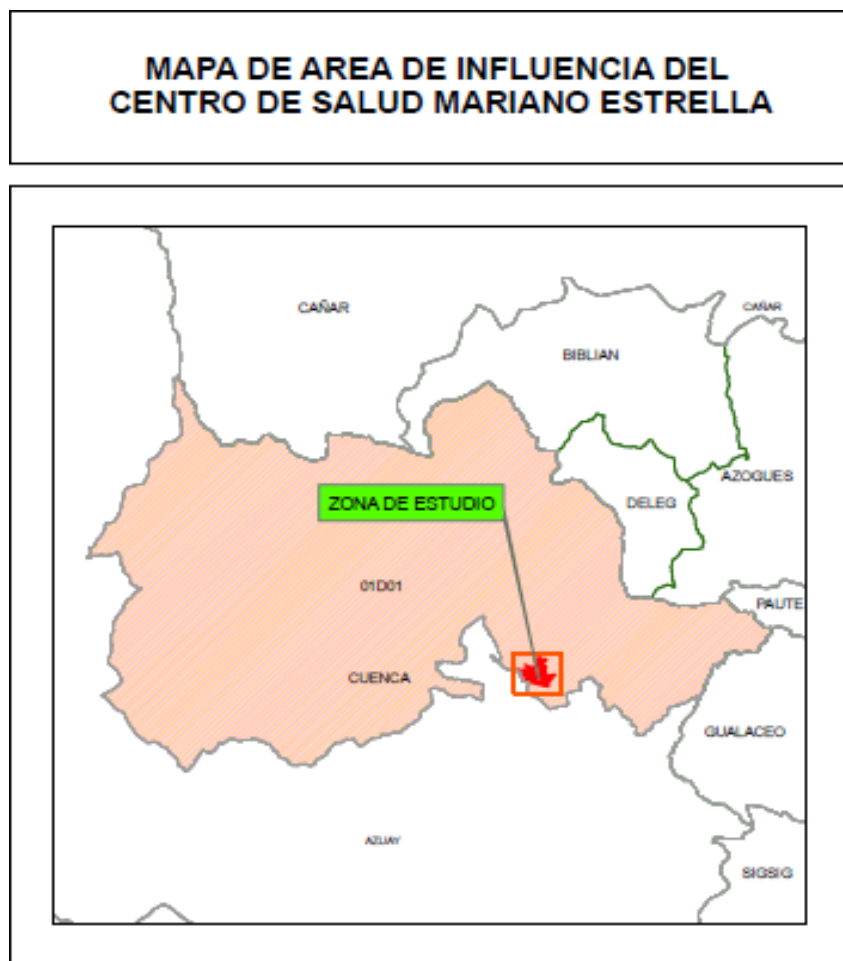 MAPA DE AREA DE INFLUENCIA DEL
CENTRO DE SALUD MARIANO ESTRELLA
CAÑAR
CAÑAR
BIBLIAN
AZOGUES
ZONA DE ESTUDIO
DELEG
01D01
PAUTE
CUENCA
GUALACEO
AZUAY
SIGSIG